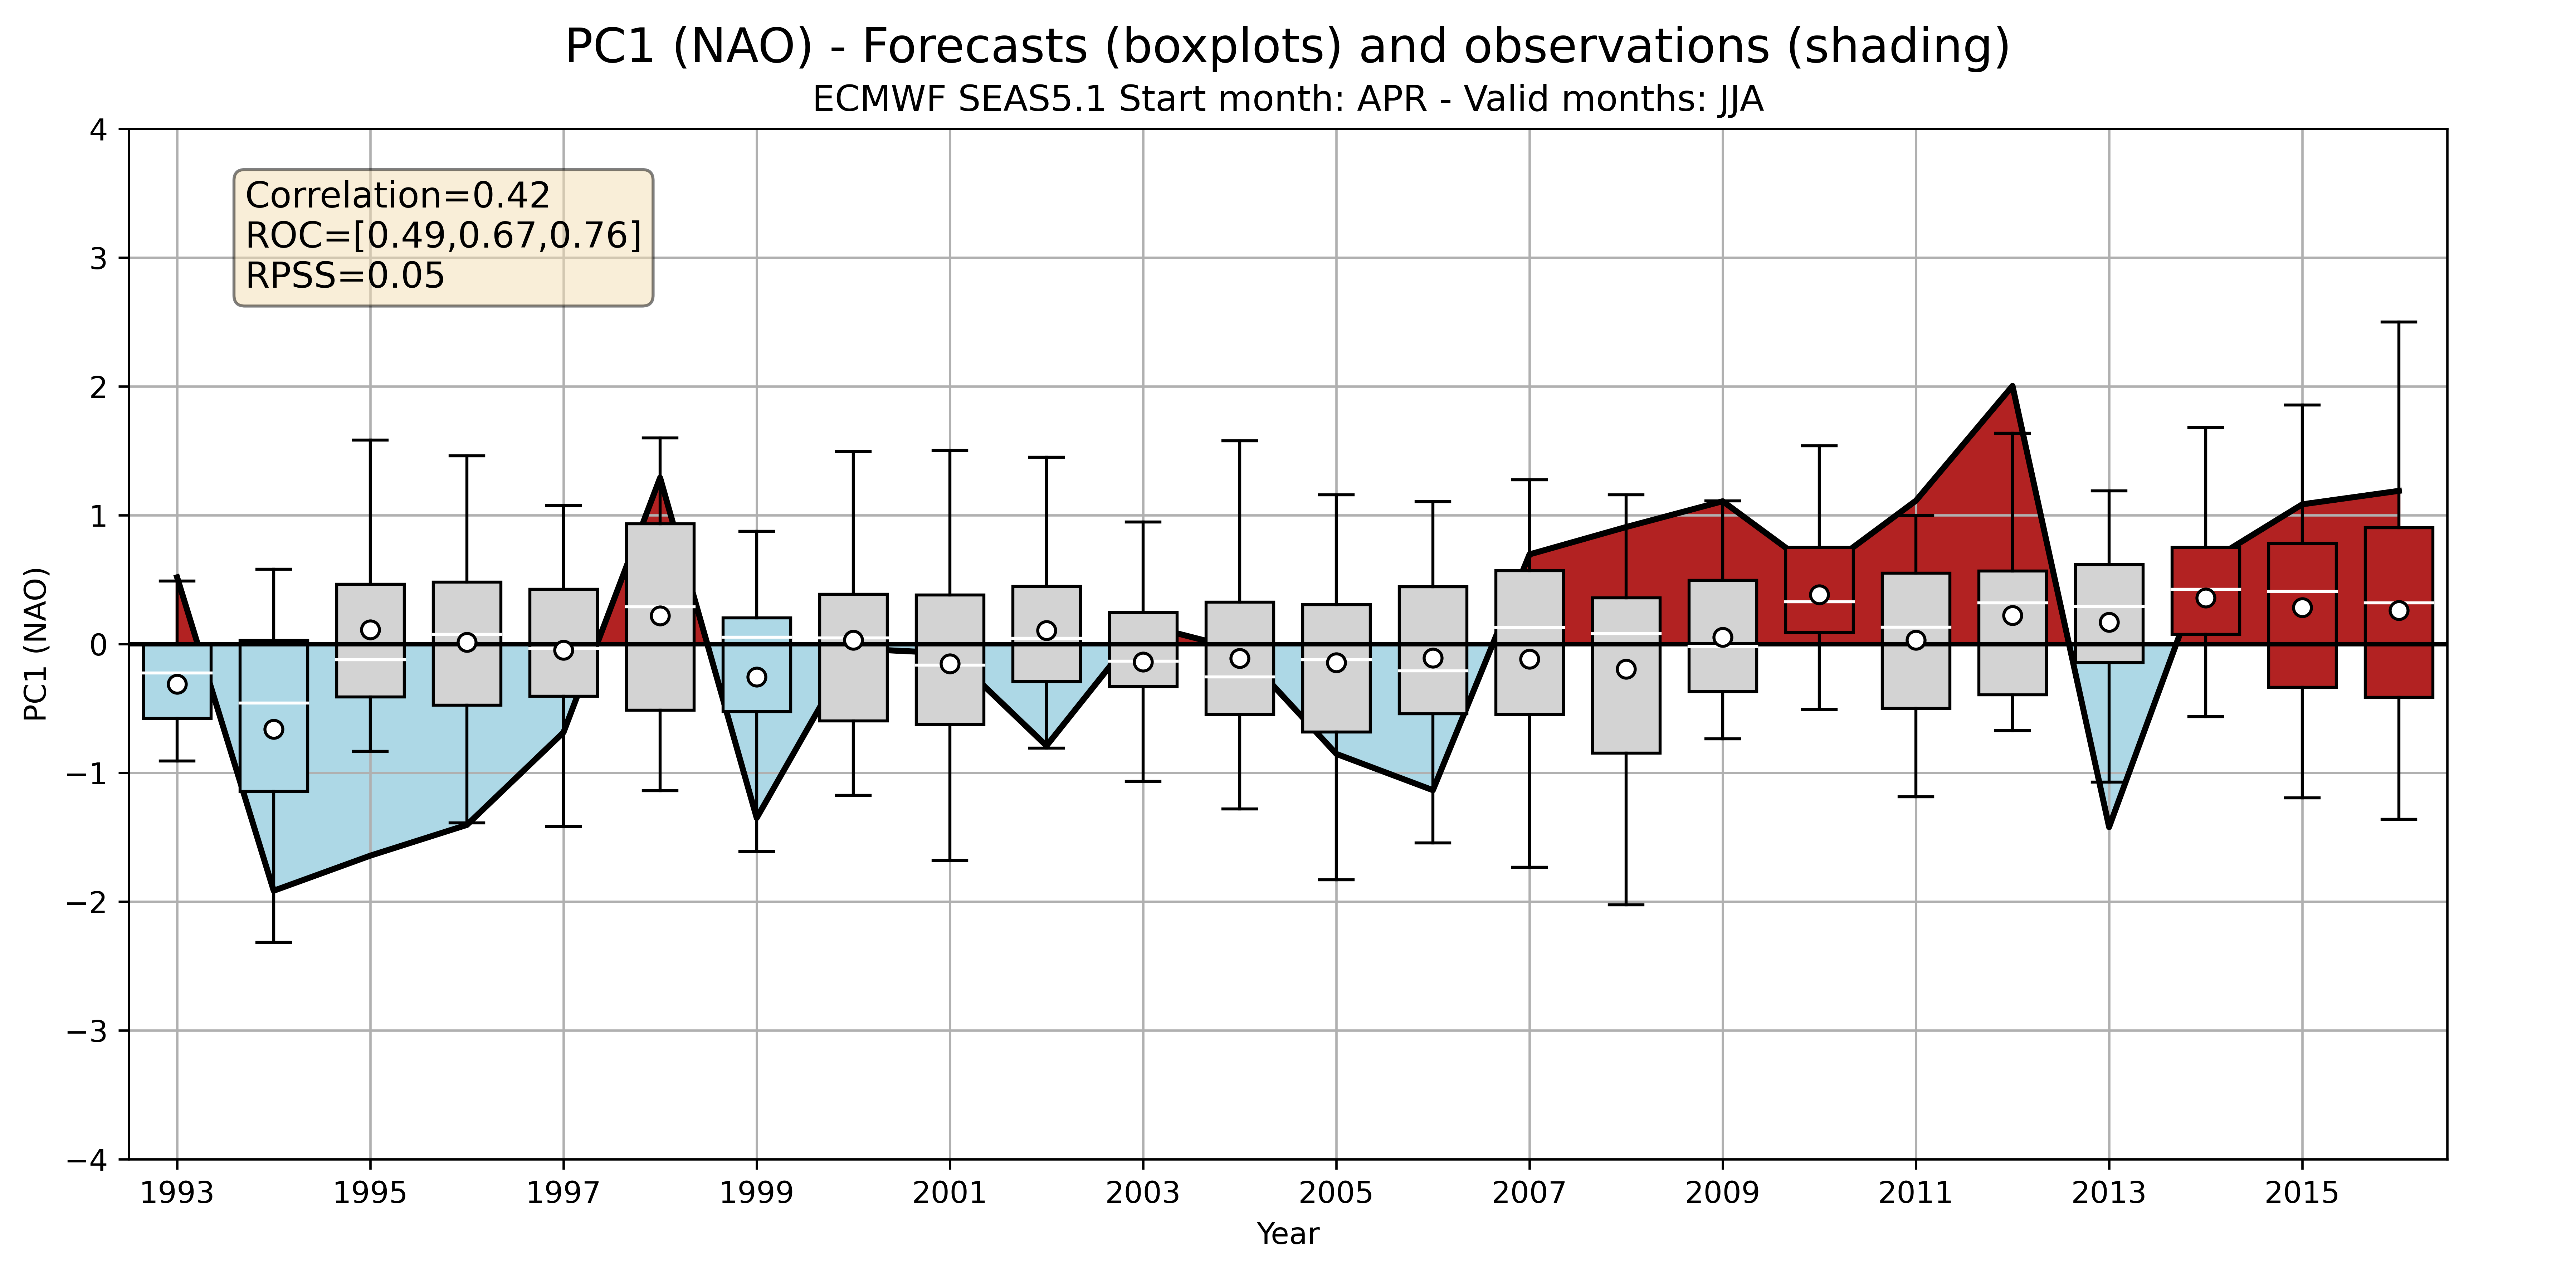 PC1 (NAO) - Forecasts (boxplots) and observations (shading)
ECMWF SEAS5.1 Start month: APR - Valid months: JJA
Correlation=0.42
ROC=[0.49,0.67,0.76]
RPSS=0.05
PC1 (NAO)
4
3
2
1
0
−1
−2
−3
−4
1993 1995 1997 1999 2001 2003 2005 2007 2009 2011 2013 2015
Year